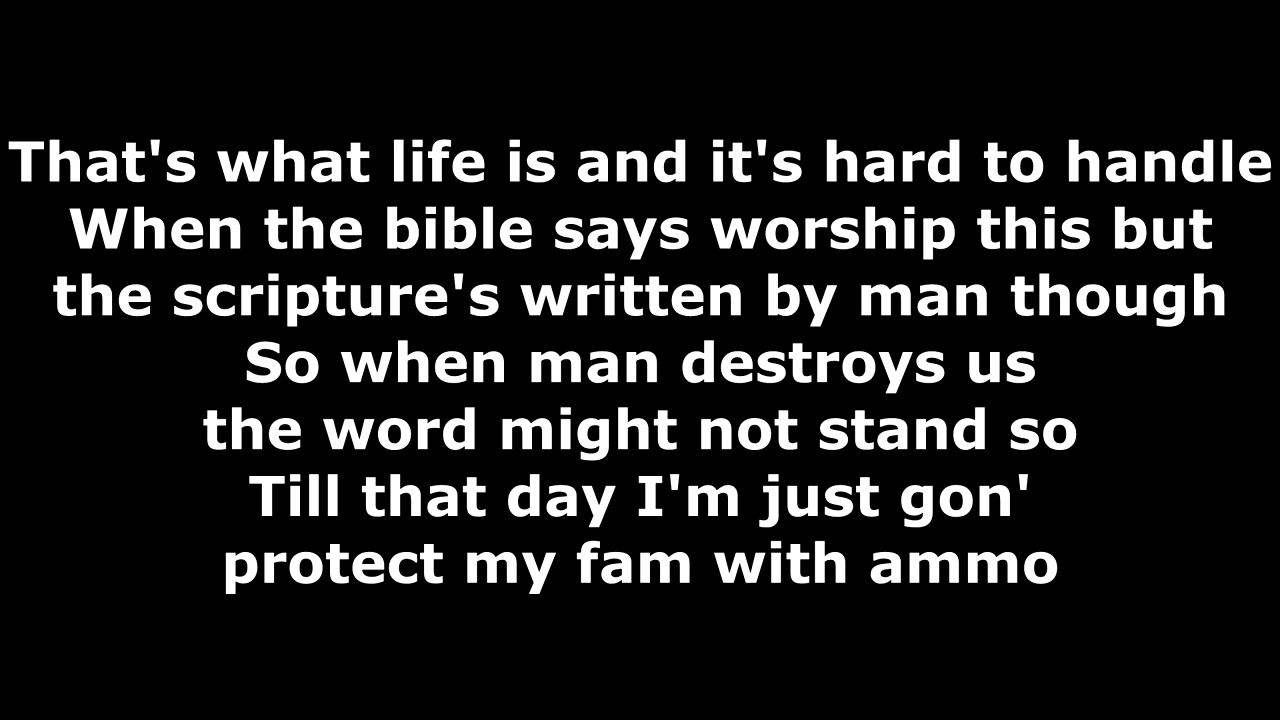 That's what life is and it's hard to handle
When the bible says worship this but
the scripture's written by man though
So when man destroys us
the word might not stand so
Till that day I'm just gon'
protect my fam with ammo